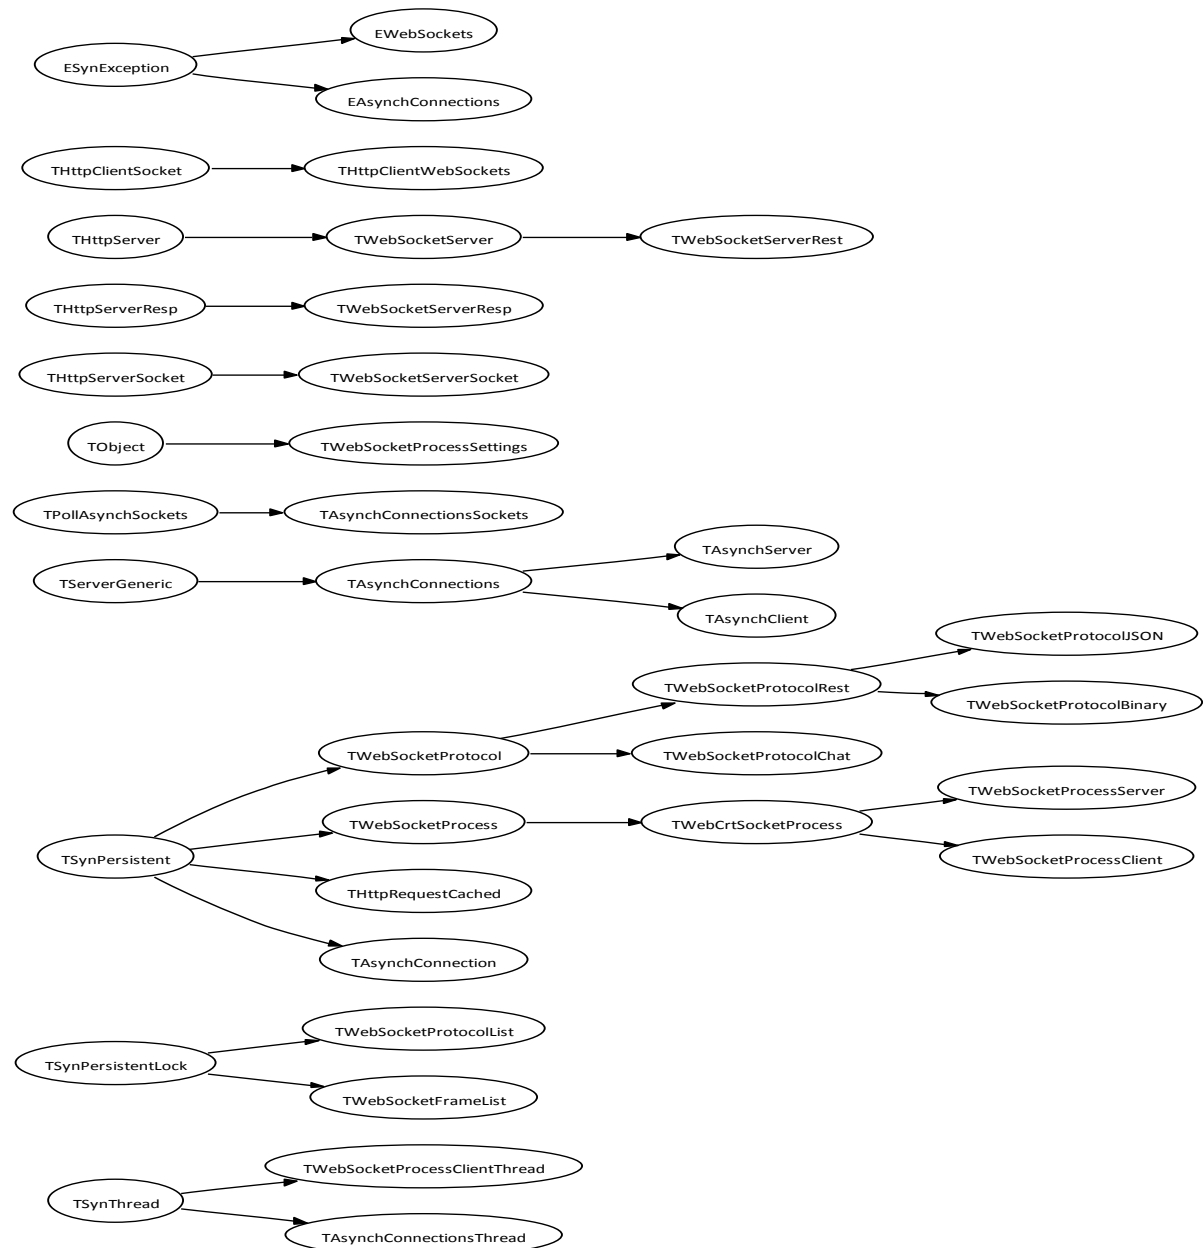 EWebSockets
ESynException
EAsynchConnections
THttpClientSocket THttpClientWebSockets
THttpServer TWebSocketServer TWebSocketServerRest
THttpServerResp TWebSocketServerResp
THttpServerSocket TWebSocketServerSocket
TObject TWebSocketProcessSettings
TPollAsynchSockets TAsynchConnectionsSockets
TAsynchServer
TServerGeneric TAsynchConnections
TAsynchClient
TWebSocketProtocolJSON
TWebSocketProtocolRest
TWebSocketProtocolBinary
TWebSocketProtocol TWebSocketProtocolChat
TWebSocketProcessServer
TWebSocketProcess TWebCrtSocketProcess
TSynPersistent TWebSocketProcessClient
THttpRequestCached
TAsynchConnection
TWebSocketProtocolList
TSynPersistentLock
TWebSocketFrameList
TWebSocketProcessClientThread
TSynThread
TAsynchConnectionsThread